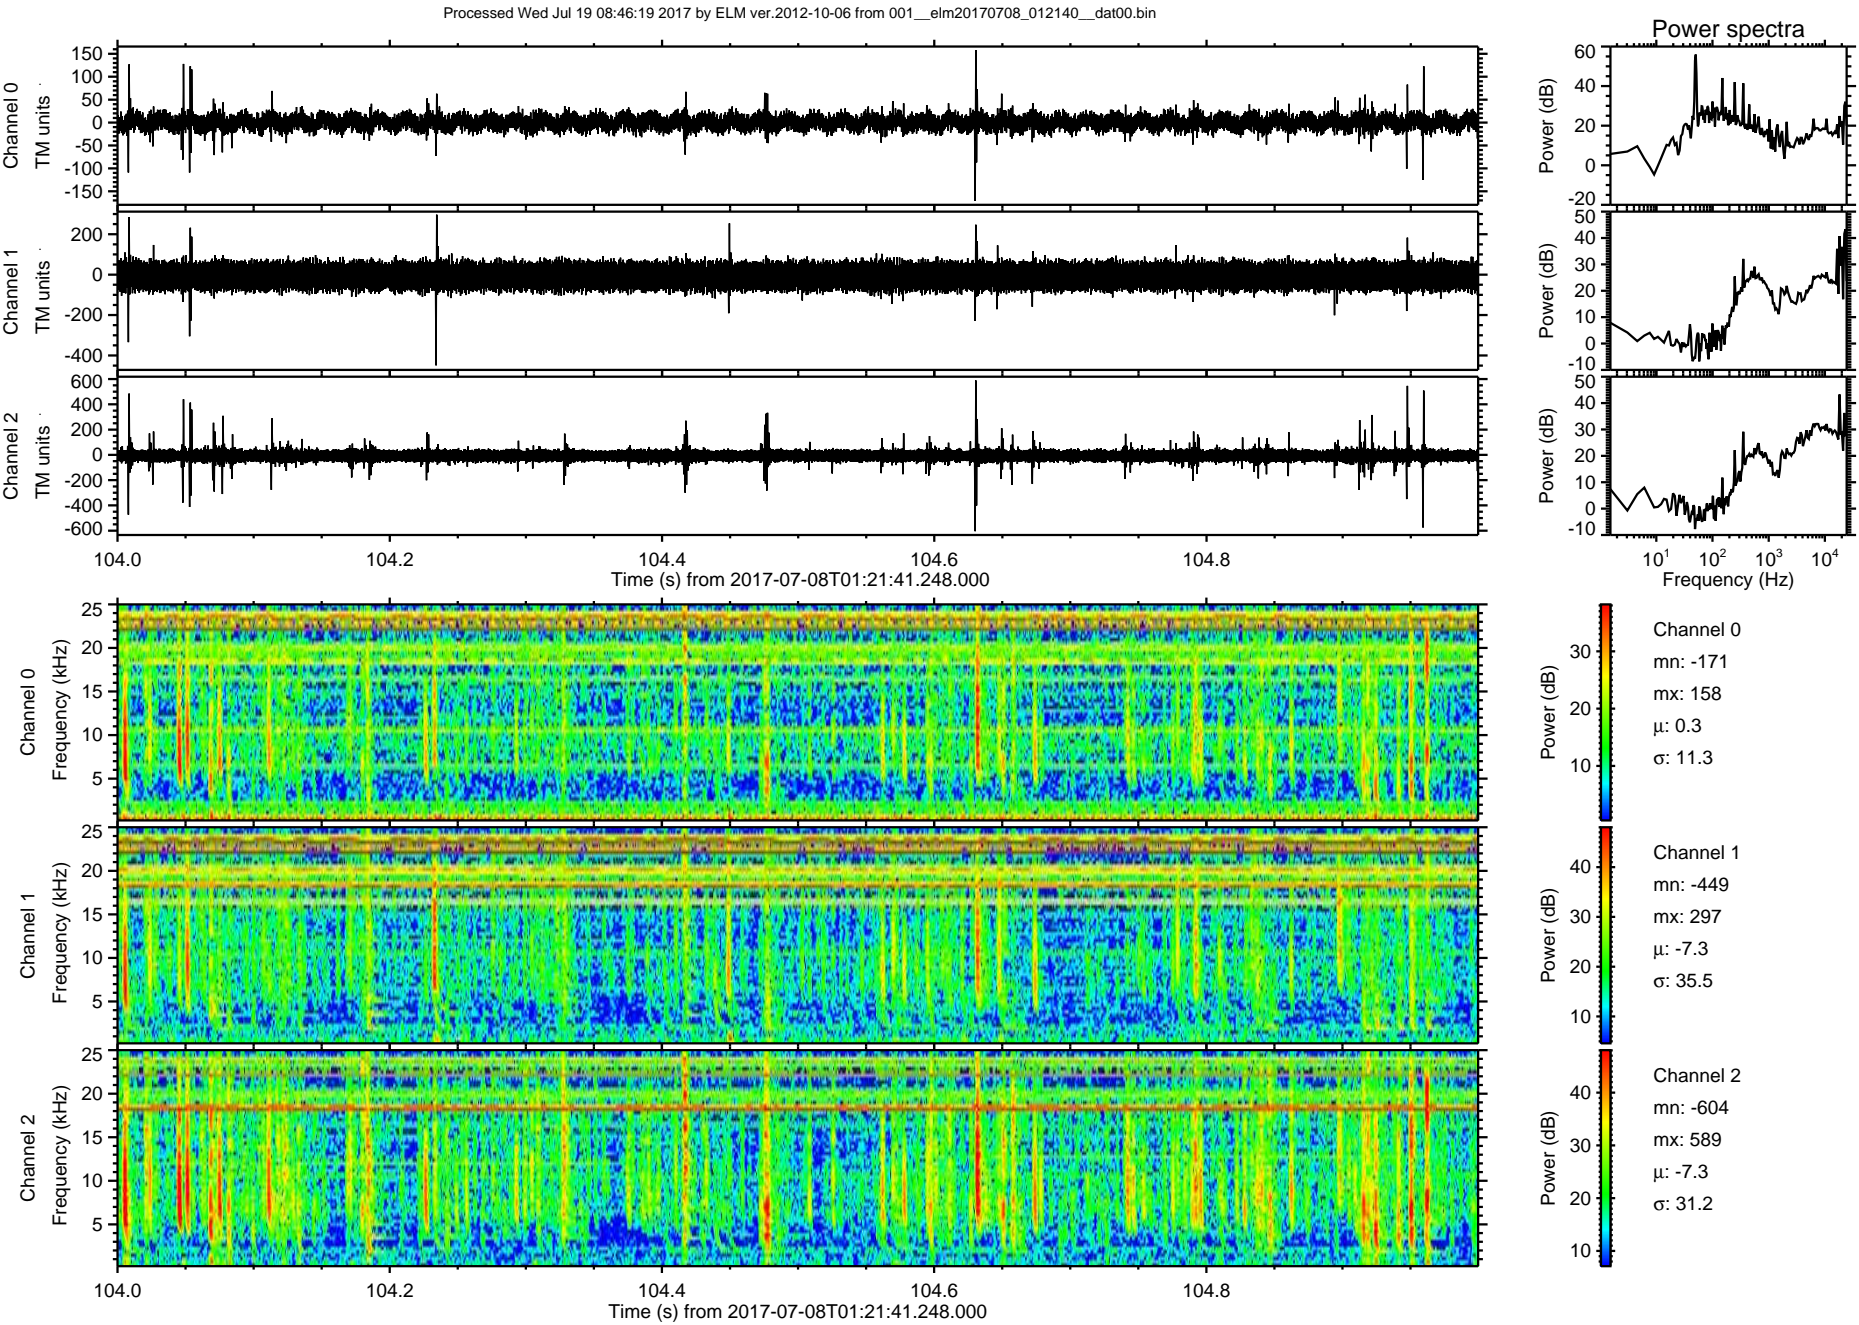 Processed Wed Jul 19 08:46:19 2017 by ELM ver.2012-10-06 from 001__elm20170708_012140__dat00.bin
Power spectra
Channel 0
TM units
150
100
50
0
-50
-100
-150
Power (dB)
60
40
20
0
-20
Channel 1
TM units
200
0
-200
-400
Power (dB)
50
40
30
20
10
0
-10
Channel 2
TM units
600
400
200
0
-200
-400
-600
Power (dB)
50
40
30
20
10
0
-10
104.0 104.2 104.4 104.6 104.8
Time (s) from 2017-07-08T01:21:41.248.000
10¹ 10² 10³ 10⁴
Frequency (Hz)
Channel 0
Frequency (kHz)
25
20
15
10
5
Power (dB)
30
20
10
Channel 0
mn: -171
mx: 158
μ: 0.3
σ: 11.3
Channel 1
Frequency (kHz)
25
20
15
10
5
Power (dB)
40
30
20
10
Channel 1
mn: -449
mx: 297
μ: -7.3
σ: 35.5
Channel 2
Frequency (kHz)
25
20
15
10
5
Power (dB)
40
30
20
10
Channel 2
mn: -604
mx: 589
μ: -7.3
σ: 31.2
104.0 104.2 104.4 104.6 104.8
Time (s) from 2017-07-08T01:21:41.248.000